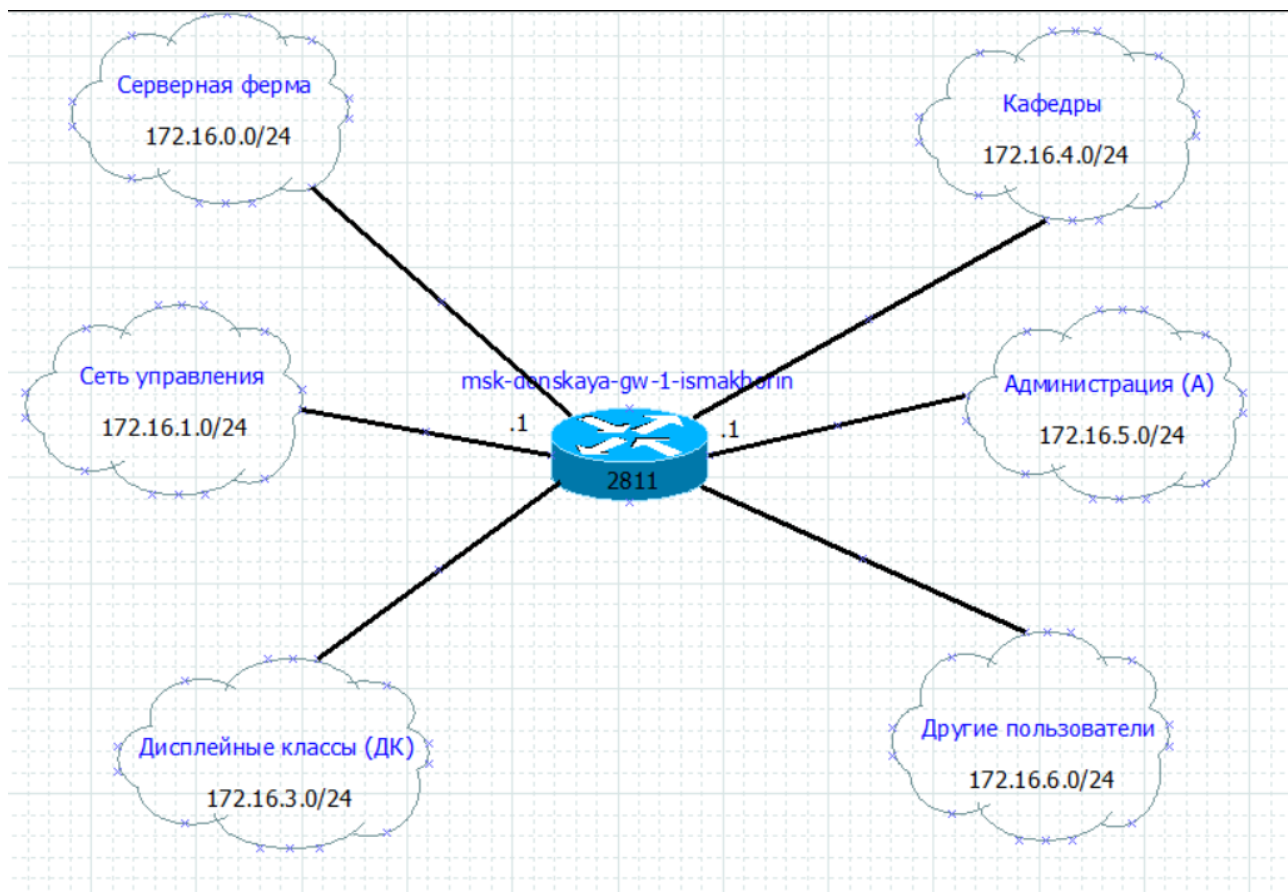 Серверная ферма
172.16.0.0/24
Кафедры
172.16.4.0/24
Сеть управления
172.16.1.0/24
msk-donskaya-gw-1-ismakhorin
.1
.1
2811
Администрация (А)
172.16.5.0/24
Дисплейные классы (ДК)
172.16.3.0/24
Другие пользователи
172.16.6.0/24